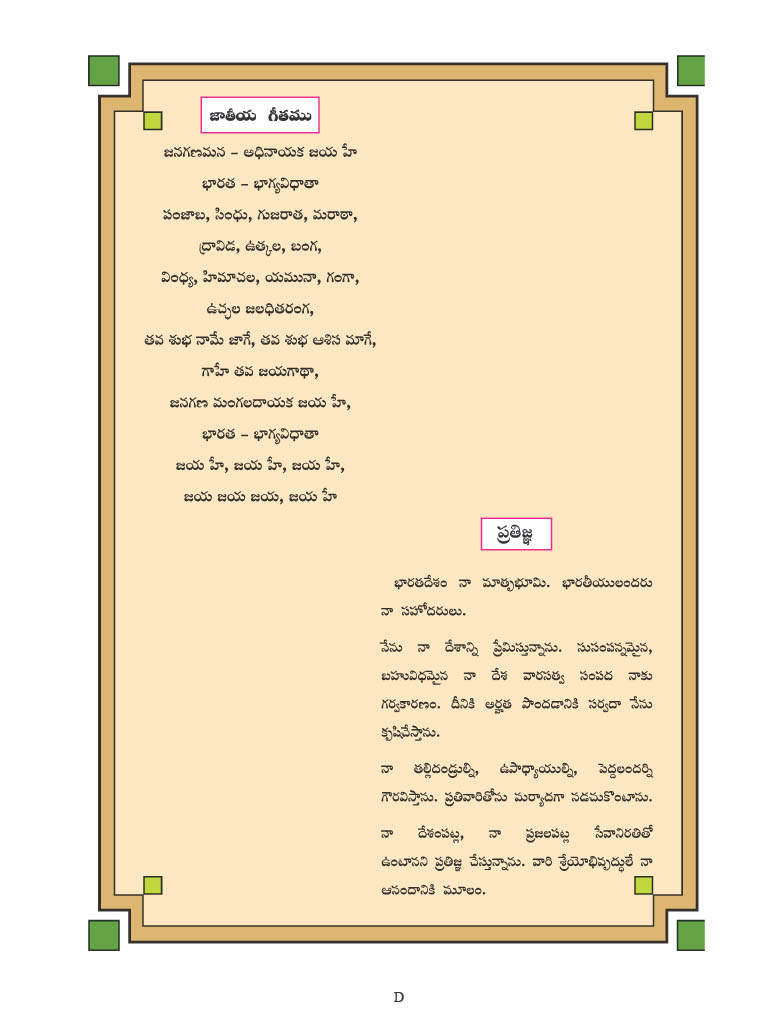 జాతీయ గీతము
జనగణమన – అధినాయక జయ హే
భారత – భాగ్యవిధాతా
పంజాబ, సింధు, గుజరాత, మరాఠా,
ద్రావిడ, ఉత్కల, బంగ,
వింధ్య, హిమాచల, యమునా, గంగా,
ఉచ్ఛల జలధితరంగ,
తవ శుభ నామే జాగే, తవ శుభ ఆశిస మాగే,
గాహే తవ జయగాథా,
జనగణ మంగలదాయక జయ హే,
భారత – భాగ్యవిధాతా
జయ హే, జయ హే, జయ హే,
జయ జయ జయ, జయ హే
ప్రతిజ్ఞ
భారతదేశం నా మాతృభూమి. భారతీయులందరు
నా సహోదరులు.
నేను నా దేశాన్ని ప్రేమిస్తున్నాను. సుసంపన్నమైన,
బహువిధమైన నా దేశ వారసత్వ సంపద నాకు
గర్వకారణం. దీనికి అర్హత పొందడానికి సర్వదా నేను
కృషిచేస్తాను.
నా తల్లిదండ్రుల్ని, ఉపాధ్యాయుల్ని, పెద్దలందర్ని
గౌరవిస్తాను. ప్రతివారితోను మర్యాదగా నడచుకొంటాను.
నా దేశంపట్ల, నా ప్రజలపట్ల సేవానిరతితో
ఉంటానని ప్రతిజ్ఞ చేస్తున్నాను. వారి శ్రేయోభివృద్ధులే నా
ఆనందానికి మూలం.
D